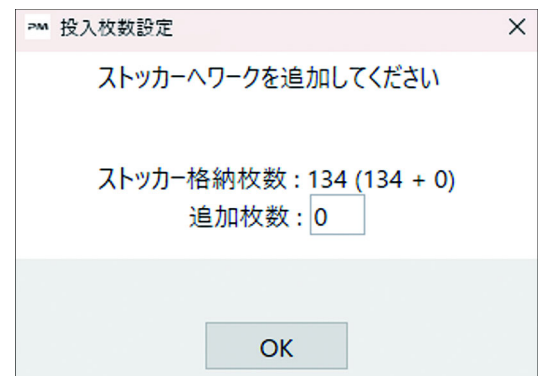 PM 投入枚数設定
ストッカーへワークを追加してください
ストッカー格納枚数 : 134 (134 + 0)
追加枚数 : 0
OK